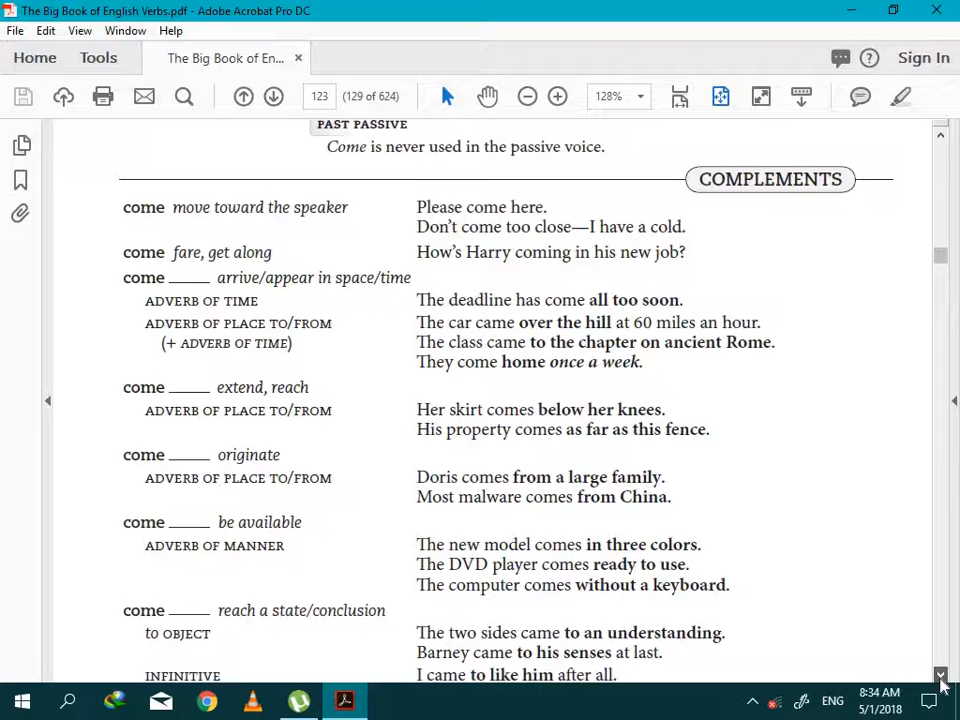 The Big Book of English Verbs.pdf - Adobe Acrobat Pro DC
File Edit View Window Help
Home Tools The Big Book of En... × Sign In
123 (129 of 624) 128%
PAST PASSIVE
Come is never used in the passive voice.
COMPLEMENTS
come move toward the speaker Please come here.
Don't come too close—I have a cold.
come fare, get along How's Harry coming in his new job?
come _____ arrive/appear in space/time
ADVERB OF TIME The deadline has come all too soon.
ADVERB OF PLACE TO/FROM The car came over the hill at 60 miles an hour.
(+ ADVERB OF TIME) The class came to the chapter on ancient Rome.
They come home once a week.
come _____ extend, reach
ADVERB OF PLACE TO/FROM Her skirt comes below her knees.
His property comes as far as this fence.
come _____ originate
ADVERB OF PLACE TO/FROM Doris comes from a large family.
Most malware comes from China.
come _____ be available
ADVERB OF MANNER The new model comes in three colors.
The DVD player comes ready to use.
The computer comes without a keyboard.
come _____ reach a state/conclusion
to OBJECT The two sides came to an understanding.
Barney came to his senses at last.
INFINITIVE I came to like him after all.
ENG 8:34 AM
5/1/2018